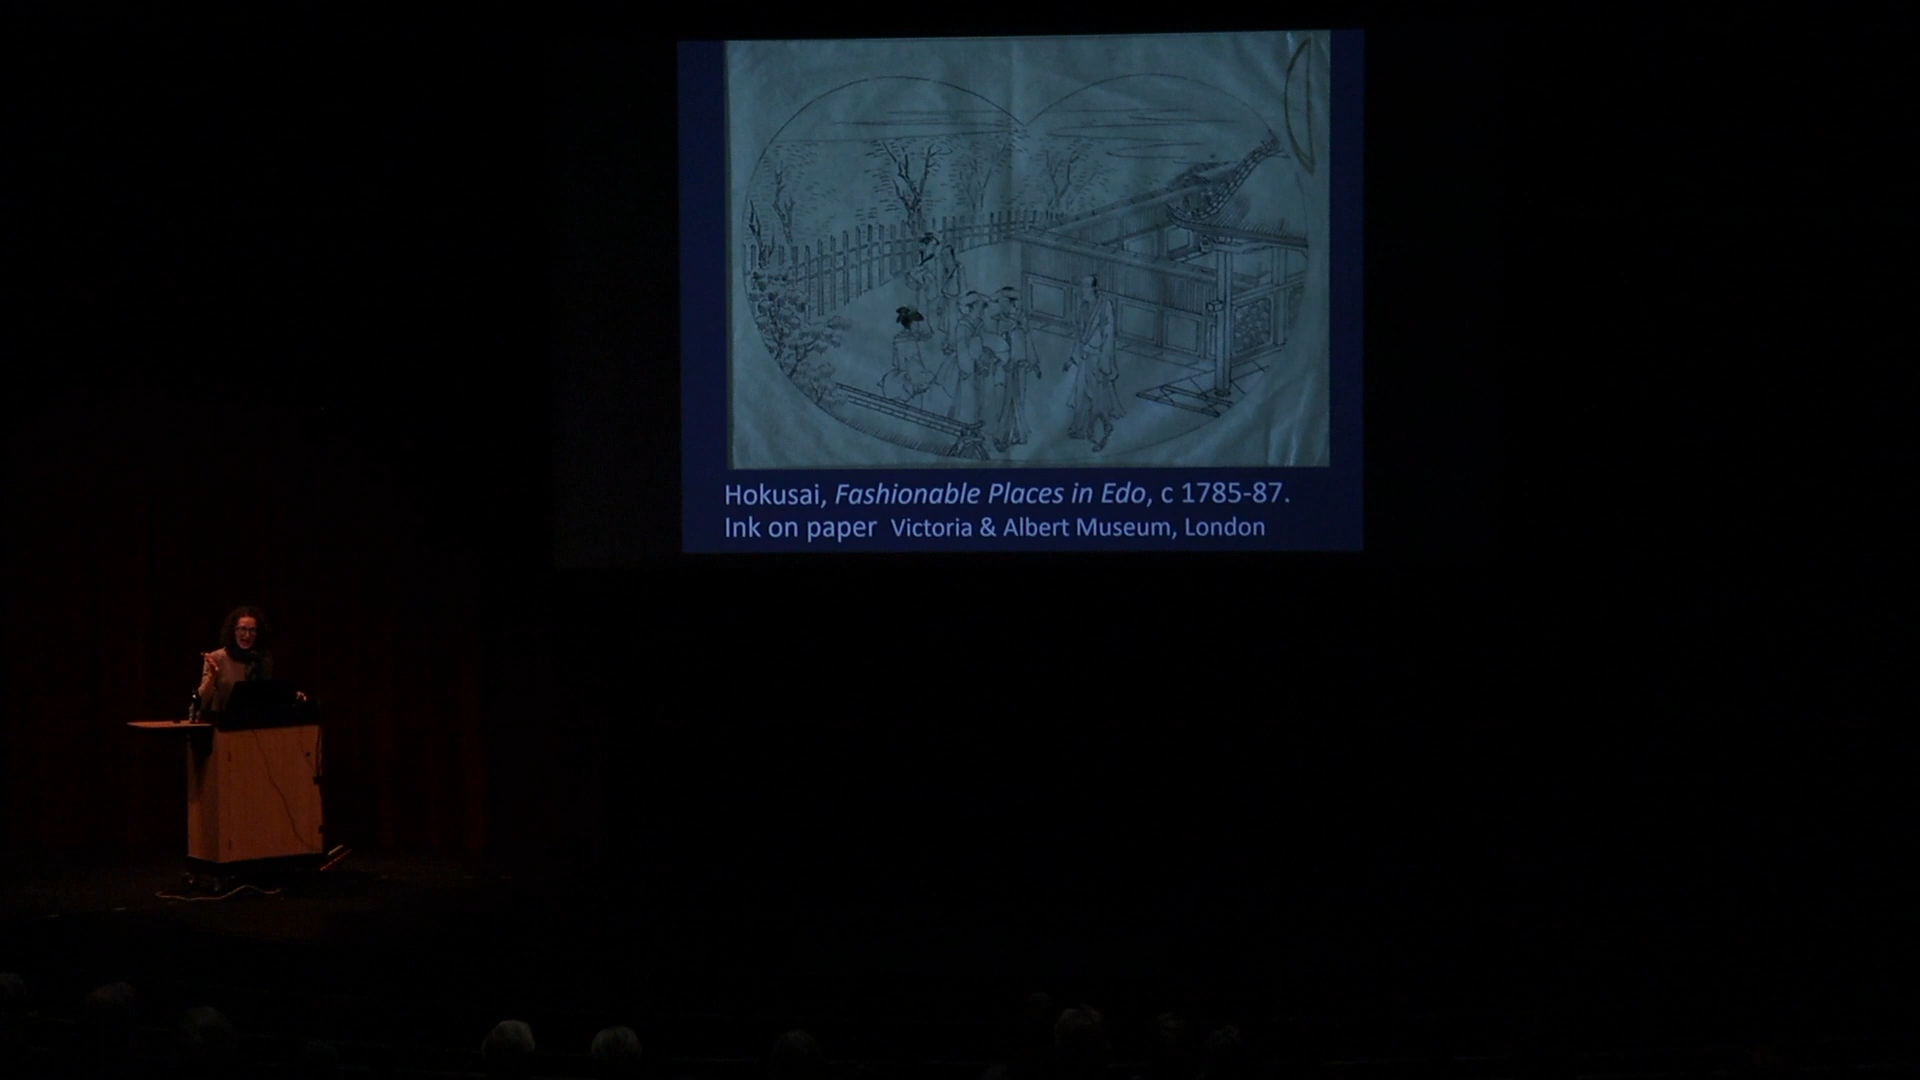 Hokusai, Fashionable Places in Edo, c 1785-87.
Ink on paper Victoria & Albert Museum, London